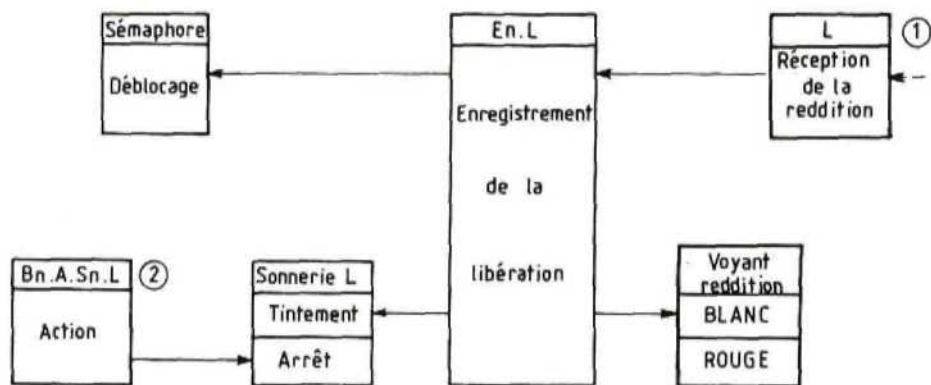 Sémaphore
Déblocage
En.L
Enregistrement
de la
libération
L
①
Réception
de la
reddition
Bn.A.Sn.L
②
Action
Sonnerie L
Tintement
Arrêt
Voyant
reddition
BLANC
ROUGE